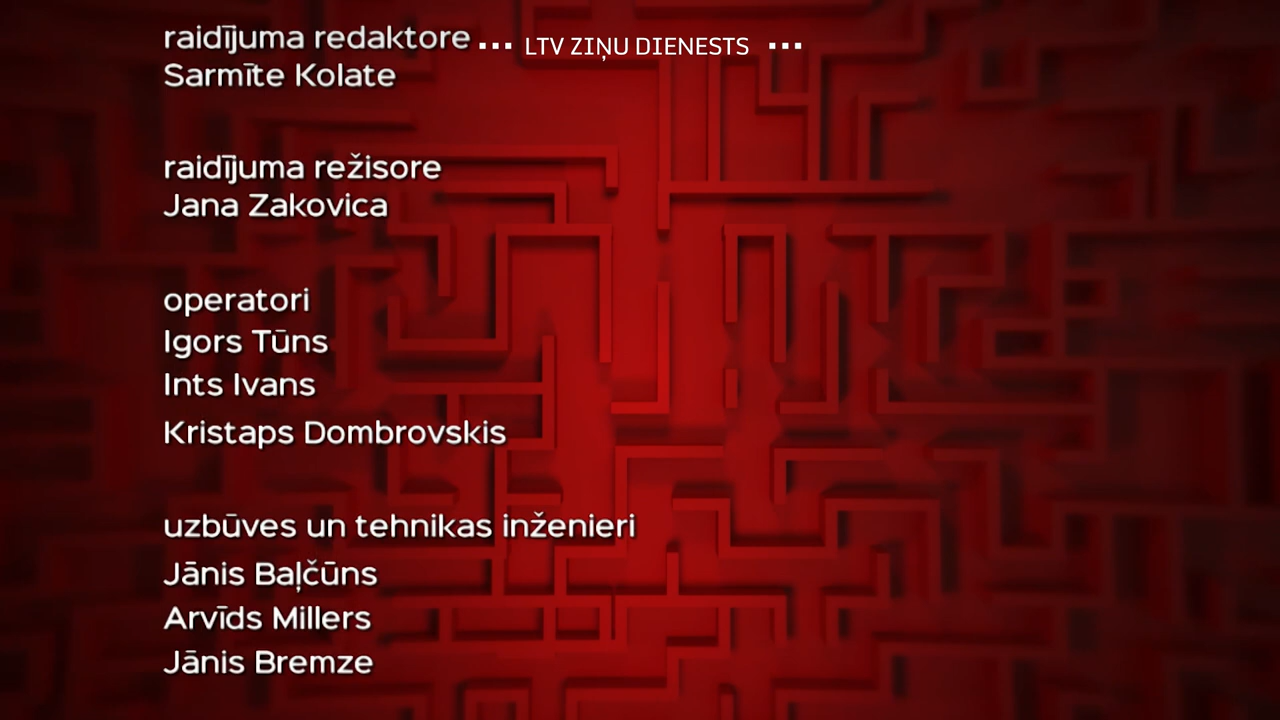 raidījuma redaktore
Sarmīte Kolate
▪▪▪ LTV ZIŅU DIENESTS ▪▪▪
raidījuma režisore
Jana Zakovica
operatori
Igors Tūns
Ints Ivans
Kristaps Dombrovskis
uzbūves un tehnikas inženieri
Jānis Baļčūns
Arvīds Millers
Jānis Bremze